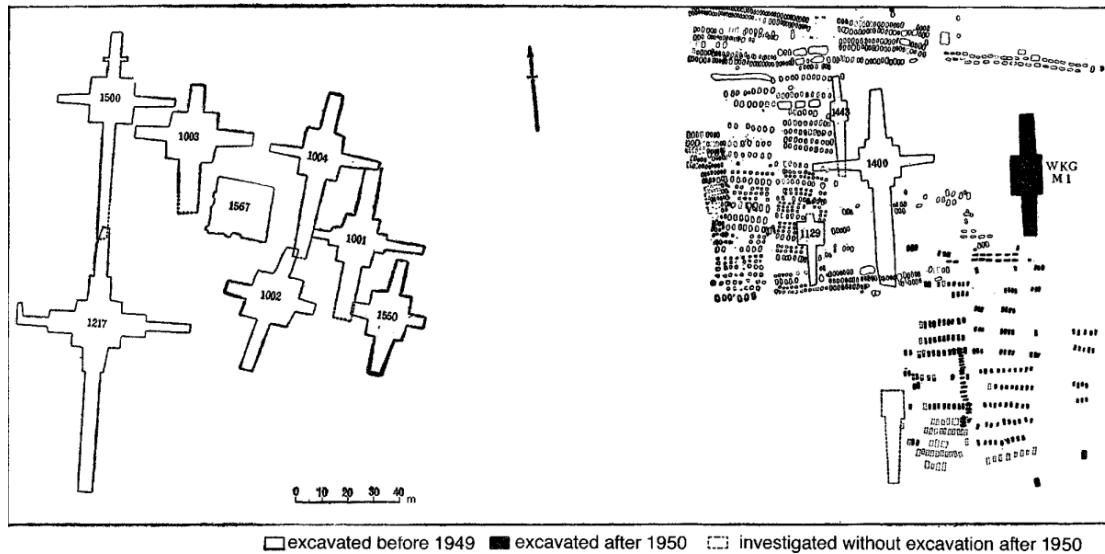 1500
1003
1004
1443
1400
WKG
M 1
1567
1001
1129
1002
1550
1217
0 10 20 30 40
m
excavated before 1949 excavated after 1950 investigated without excavation after 1950